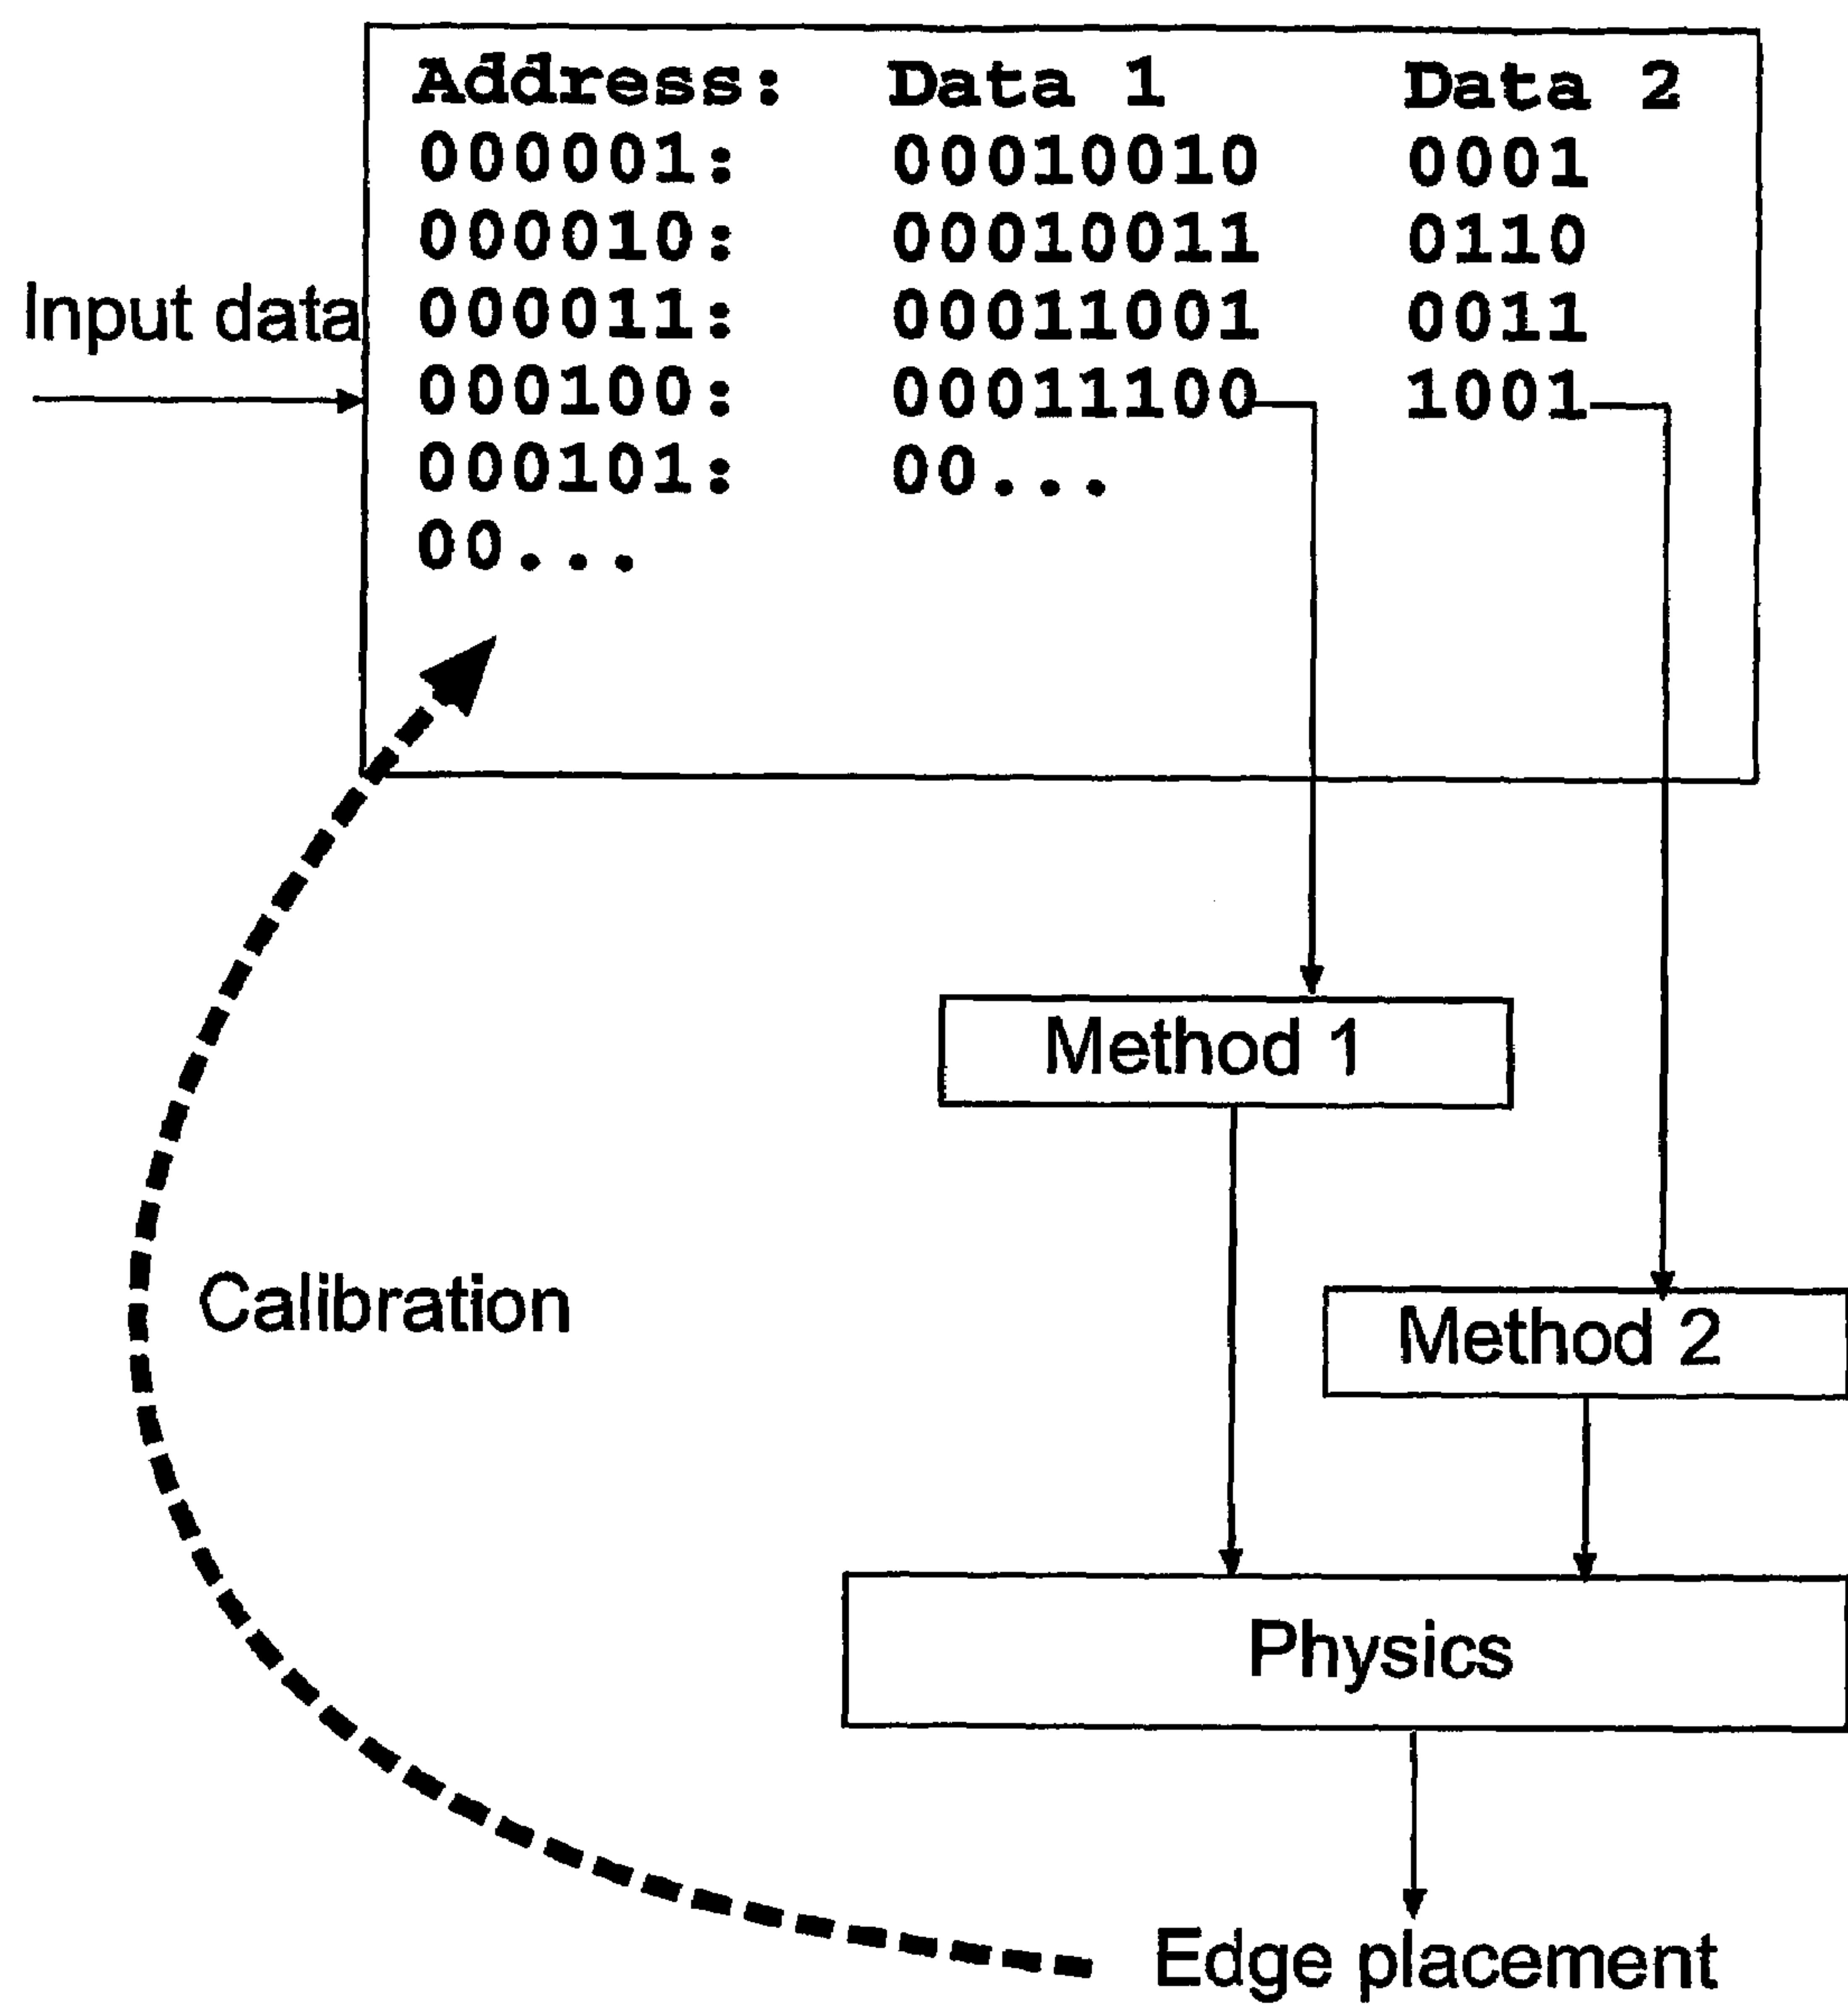 Address: Data 1 Data 2
000001: 00010010 0001
000010: 00010011 0110
Input data
000011: 00011001 0011
000100: 00011100 1001
000101: 00...
00...
Method 1
Calibration
Method 2
Physics
Edge placement